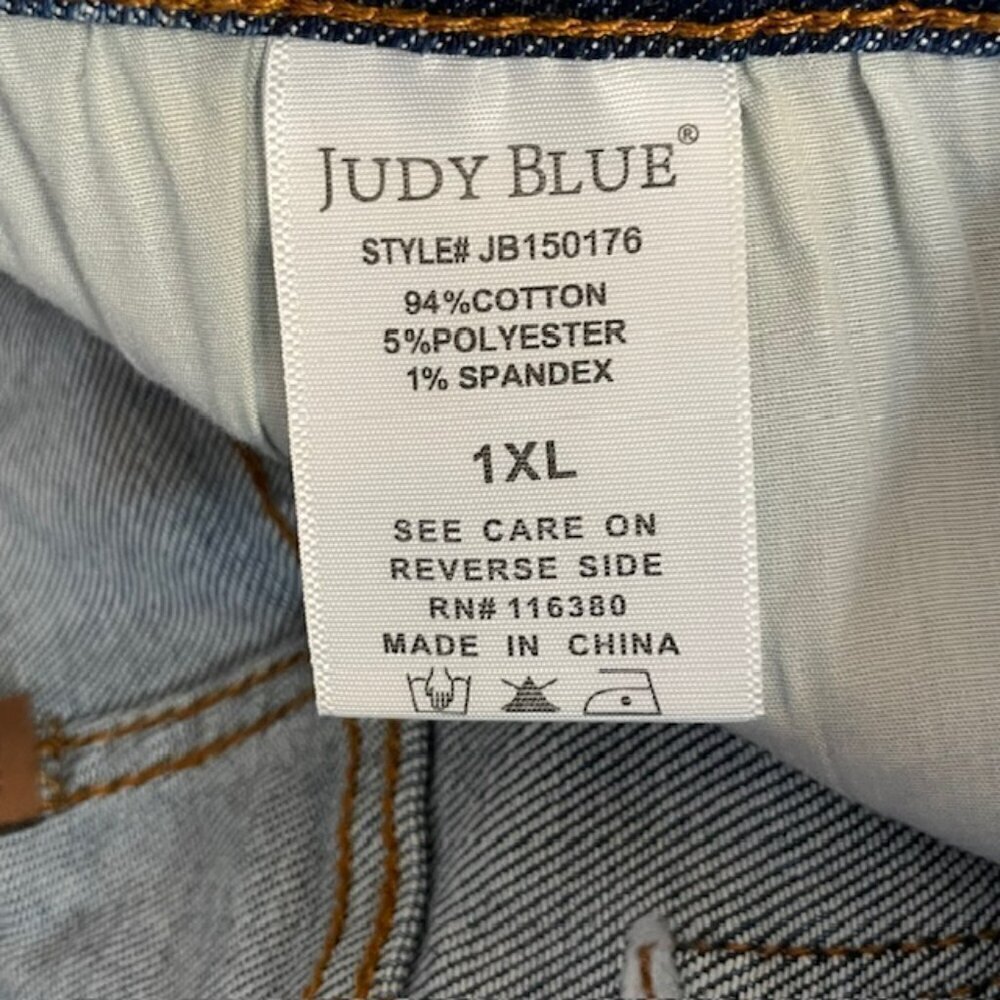 JUDY BLUE®
STYLE# JB150176
94%COTTON
5%POLYESTER
1% SPANDEX
1XL
SEE CARE ON
REVERSE SIDE
RN# 116380
MADE IN CHINA